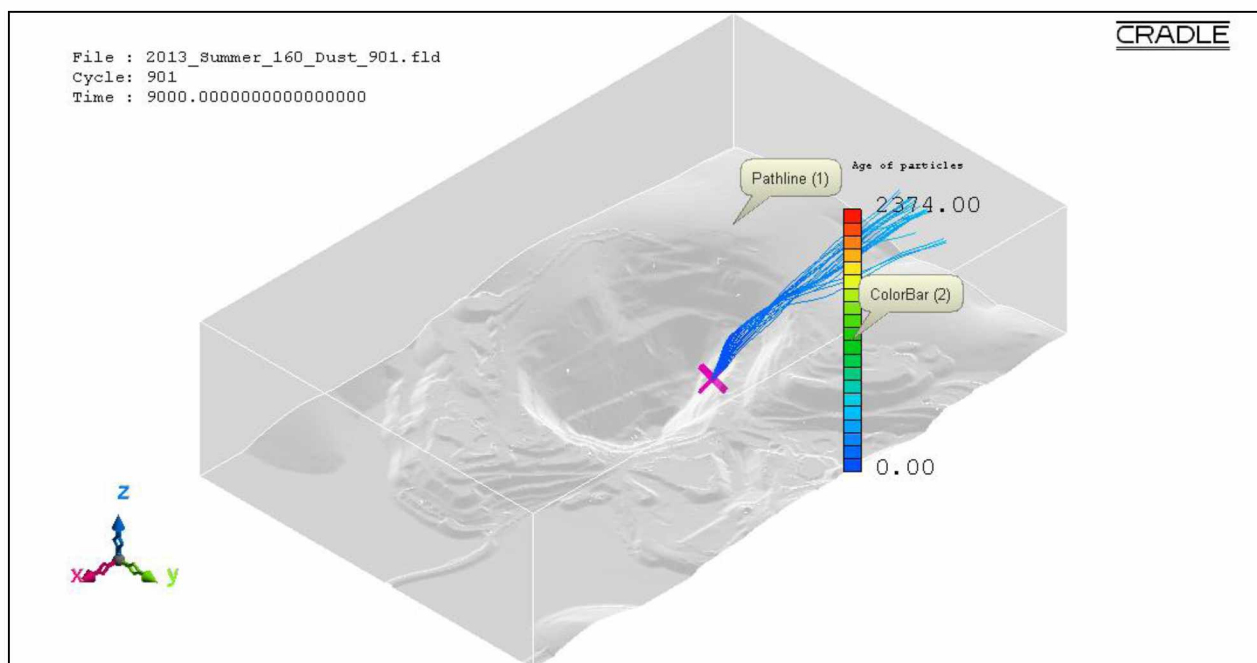 File : 2013_Summer_160_Dust_901.fld
Cycle: 901
Time : 9000.0000000000000000
CRADLE
Pathline (1)
Age of particles
2374.00
ColorBar (2)
0.00
z
x
y